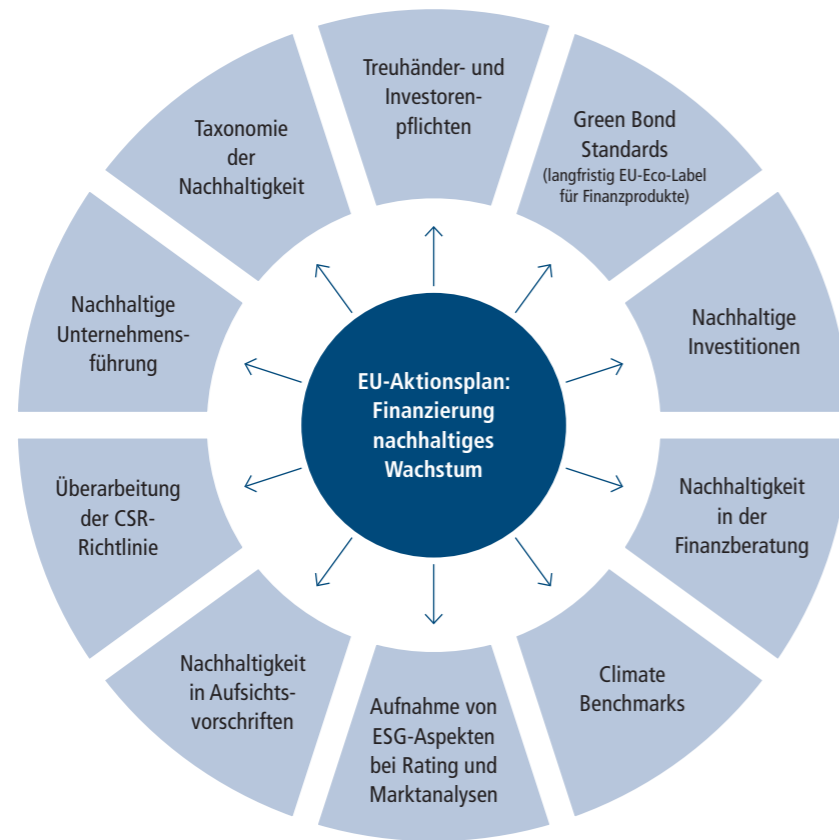 Treuhänder- und
Investoren-
pflichten
Green Bond
Standards
(langfristig EU-Eco-Label
für Finanzprodukte)
Nachhaltige
Investitionen
Nachhaltigkeit
in der
Finanzberatung
Climate
Benchmarks
Aufnahme von
ESG-Aspekten
bei Rating und
Marktanalysen
Nachhaltigkeit
in Aufsichts-
vorschriften
Überarbeitung
der CSR-
Richtlinie
Nachhaltige
Unternehmens-
führung
Taxonomie
der
Nachhaltigkeit
EU-Aktionsplan:
Finanzierung
nachhaltiges
Wachstum